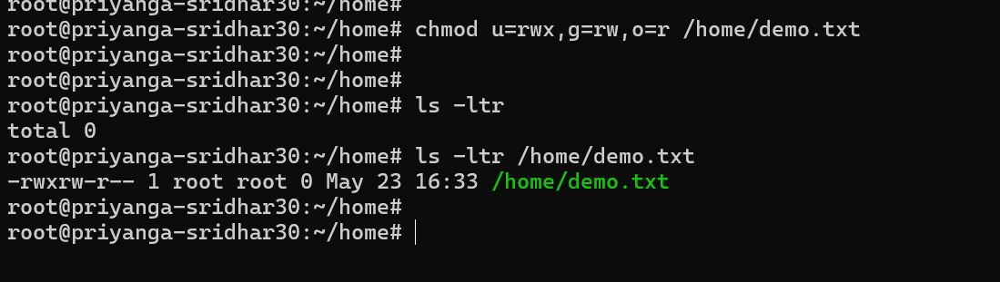 root@priyanga-sridhar30:~/home#
root@priyanga-sridhar30:~/home# chmod u=rwx,g=rw,o=r /home/demo.txt
root@priyanga-sridhar30:~/home#
root@priyanga-sridhar30:~/home#
root@priyanga-sridhar30:~/home# ls -ltr
total 0
root@priyanga-sridhar30:~/home# ls -ltr /home/demo.txt
-rwxrw-r-- 1 root root 0 May 23 16:33 /home/demo.txt
root@priyanga-sridhar30:~/home#
root@priyanga-sridhar30:~/home#